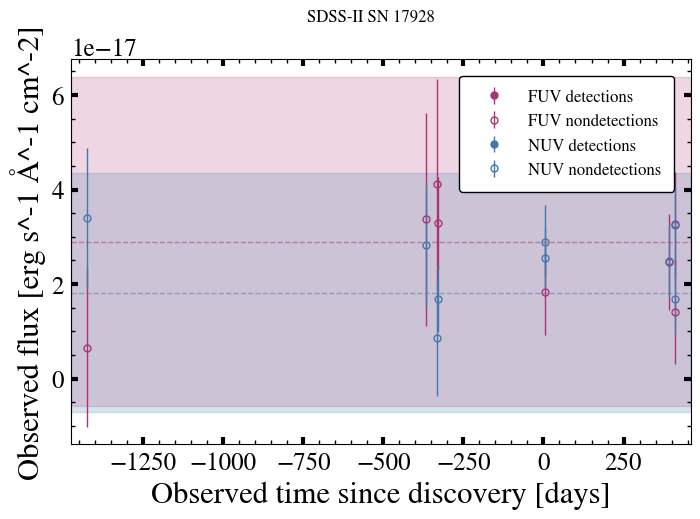 SDSS-II SN 17928
1e−17
FUV detections
FUV nondetections
NUV detections
NUV nondetections
6
4
2
0
Observed flux [erg s^-1 Å^-1 cm^-2]
−1250 −1000 −750 −500 −250 0 250
Observed time since discovery [days]